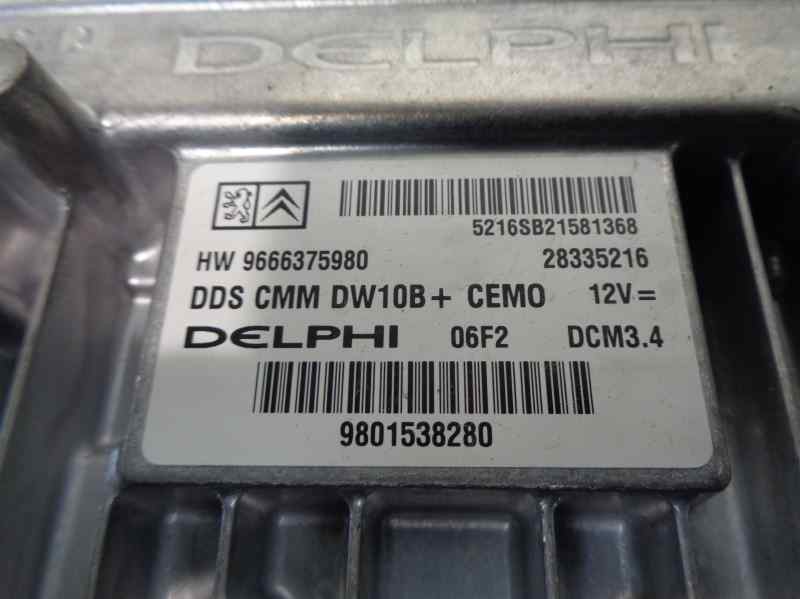 DELPHI
5216SB21581368
HW 9666375980 28335216
DDS CMM DW10B+ CEMO 12V=
DELPHI 06F2 DCM3.4
9801538280